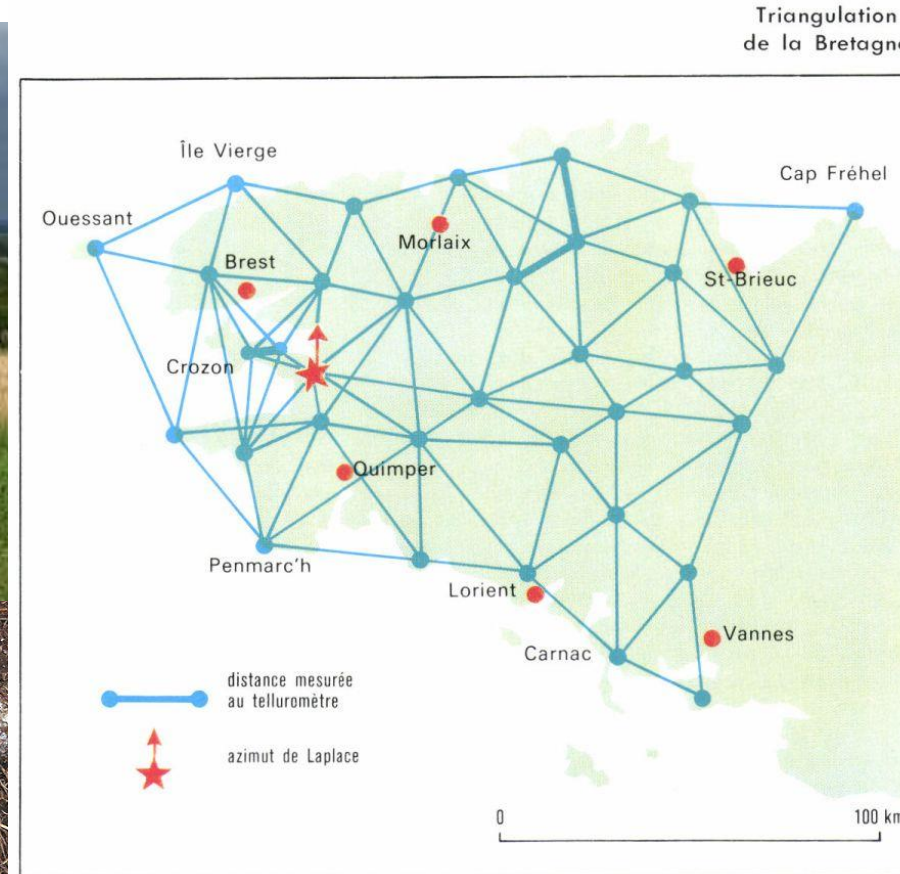 Triangulation
de la Bretagne
Île Vierge
Cap Fréhel
Ouessant
Morlaix
Brest
St-Brieuc
Crozon
Quimper
Penmarc'h
Lorient
Vannes
Carnac
distance mesurée
au telluromètre
azimut de Laplace
0
100 km